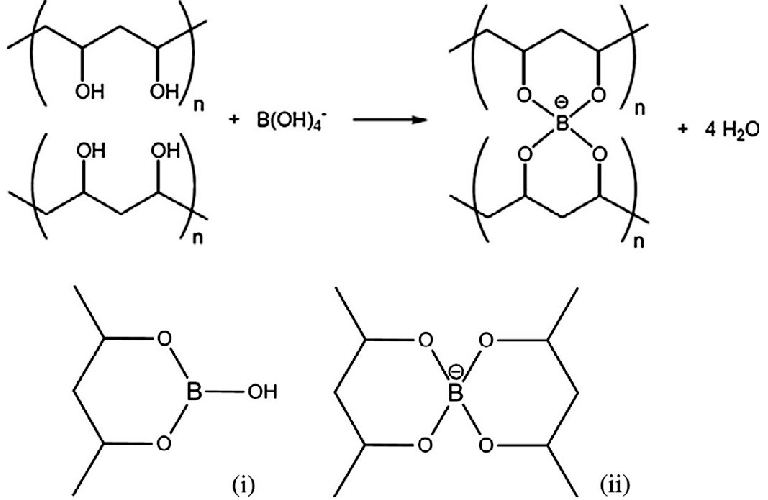 OH OH n
+ B(OH)4- 
OH OH n
O O n
⊖
B
+ 4 H2O
O O n
O
B OH
O
(i)
O O
⊖
B
O O
(ii)